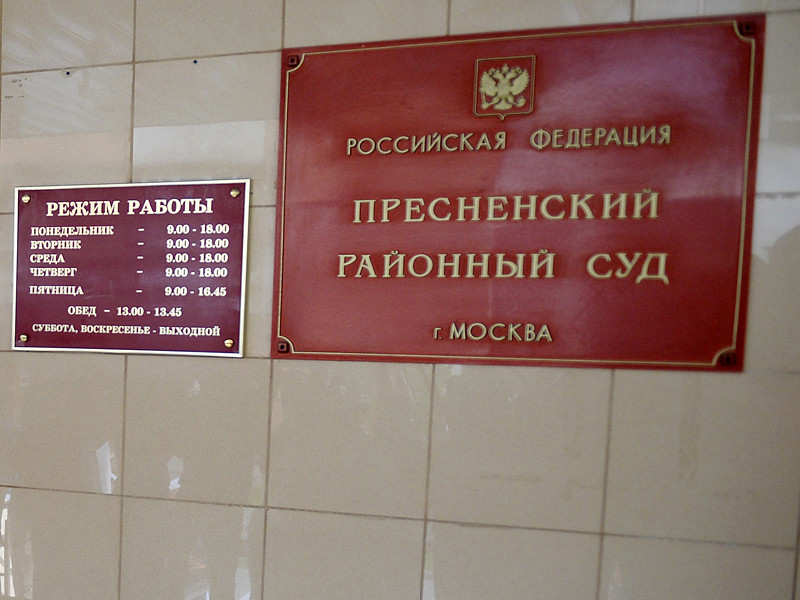 РЕЖИМ РАБОТЫ
ПОНЕДЕЛЬНИК - 9.00 - 18.00
ВТОРНИК - 9.00 - 18.00
СРЕДА - 9.00 - 18.00
ЧЕТВЕРГ - 9.00 - 18.00
ПЯТНИЦА - 9.00 - 16.45
ОБЕД - 13.00 - 13.45
СУББОТА, ВОСКРЕСЕНЬЕ - ВЫХОДНОЙ
РОССИЙСКАЯ ФЕДЕРАЦИЯ
ПРЕСНЕНСКИЙ
РАЙОННЫЙ СУД
г. МОСКВА